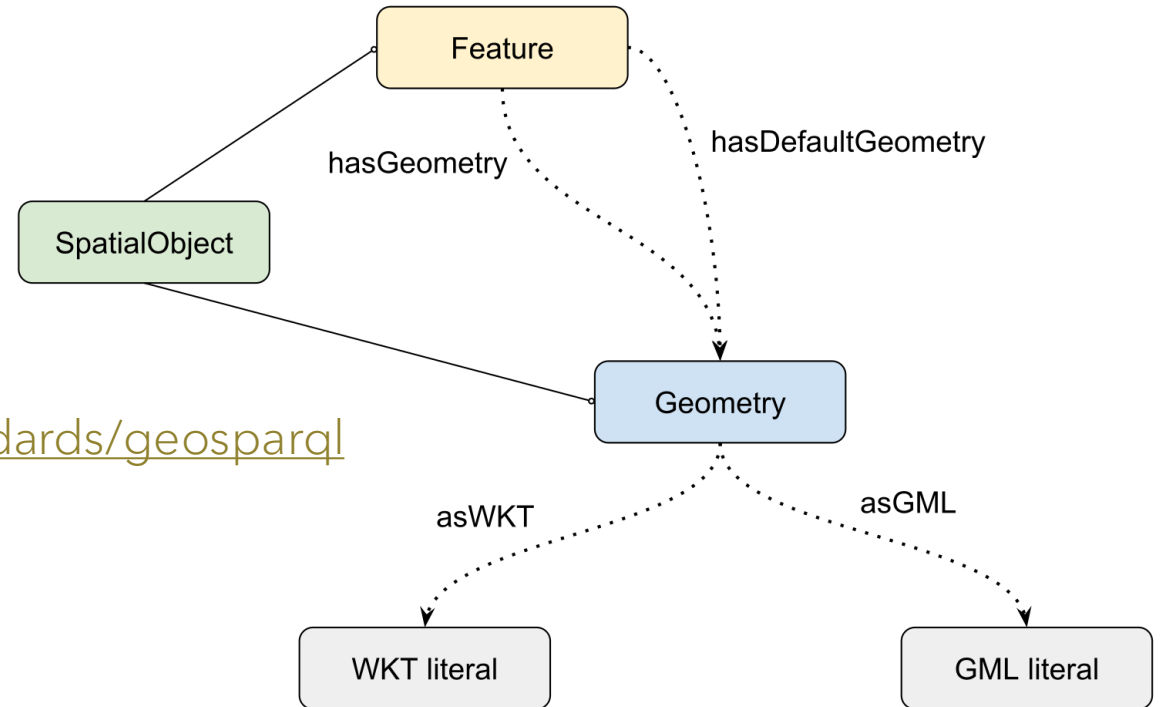 Feature
hasDefaultGeometry
hasGeometry
SpatialObject
Geometry
dards/geosparql
asGML
asWKT
WKT literal
GML literal